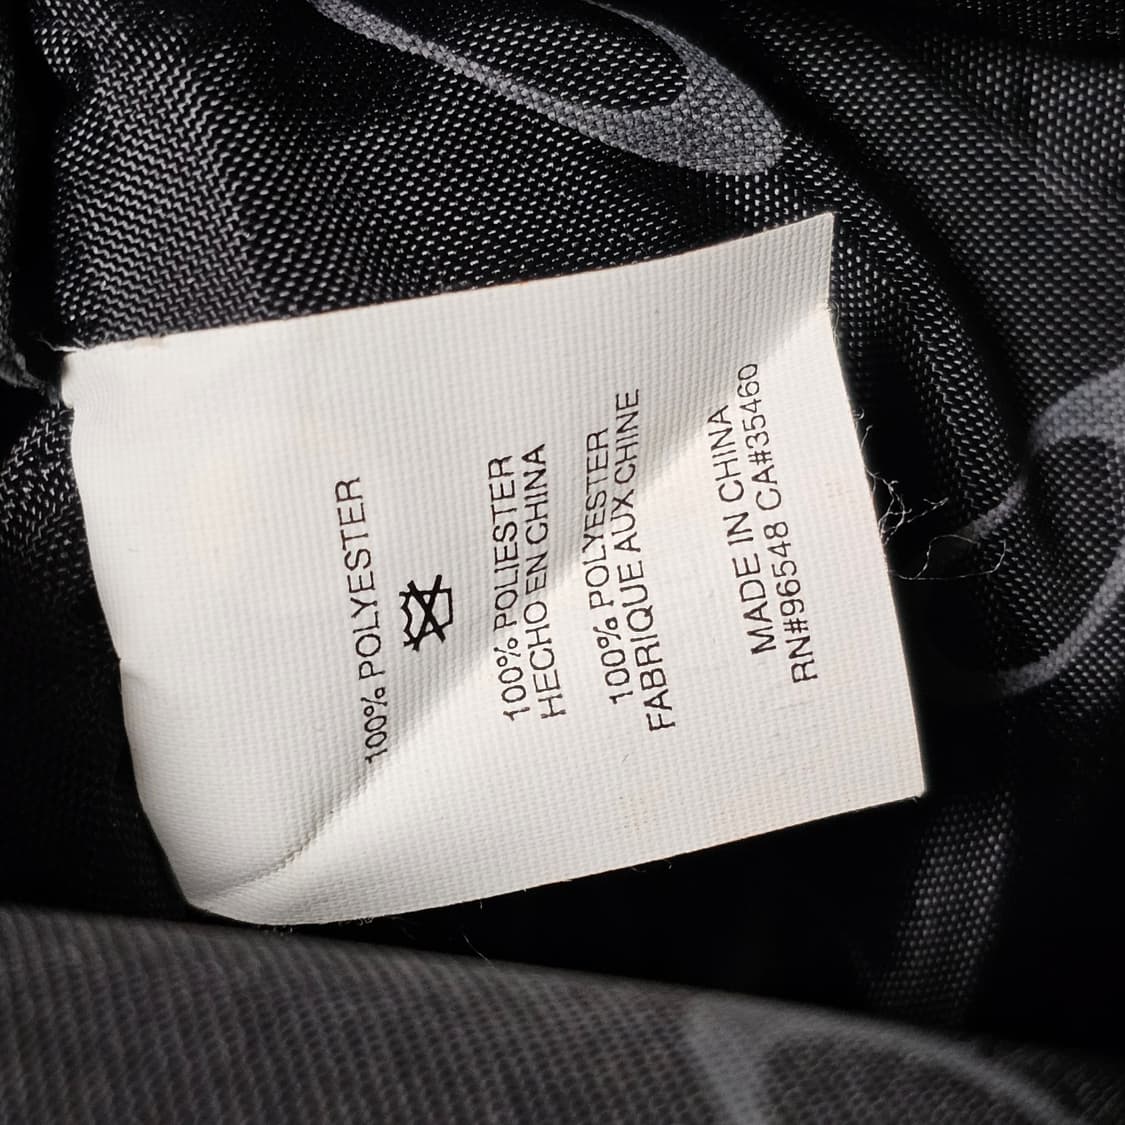 100% POLYESTER
100% POLIESTER
HECHO EN CHINA
100% POLYESTER
FABRIQUE AUX CHINE
MADE IN CHINA
RN#96548 CA#35460